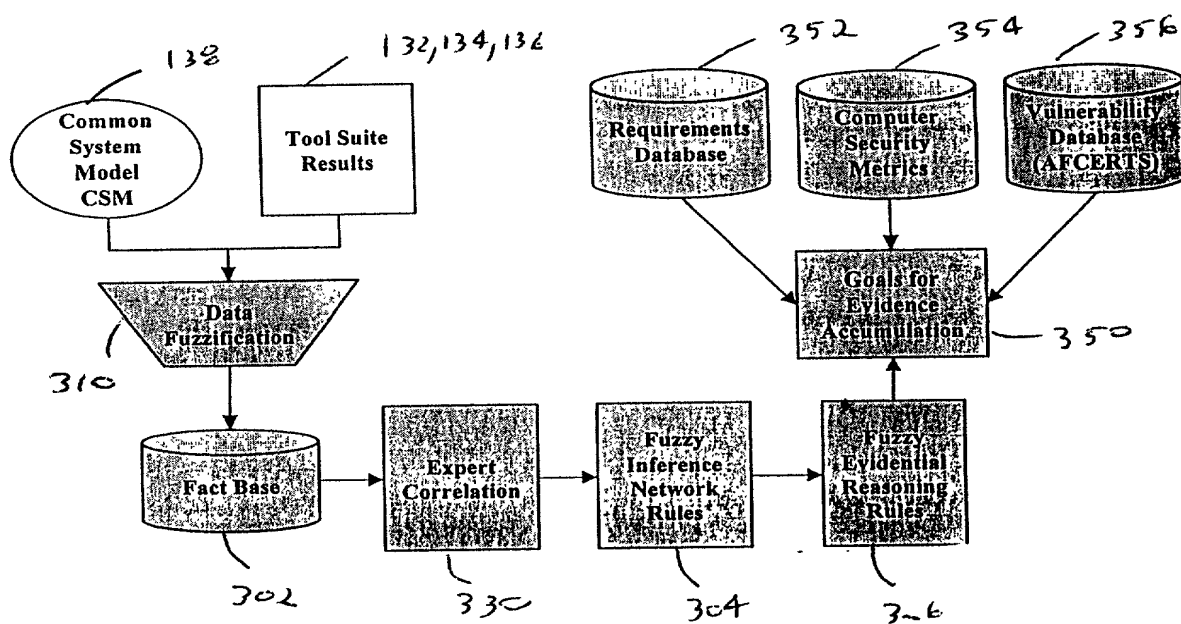 138
132,134,136
352
354
356
Common
System
Model
CSM
Tool Suite
Results
Requirements
Database
Computer
Security
Metrics
Vulnerability
Database
(AFCERTS)
Data
Fuzzification
310
Goals for
Evidence
Accumulation
350
Fact Base
302
Expert
Correlation
330
Fuzzy
Inference
Network
Rules
304
Fuzzy
Evidential
Reasoning
Rules
306